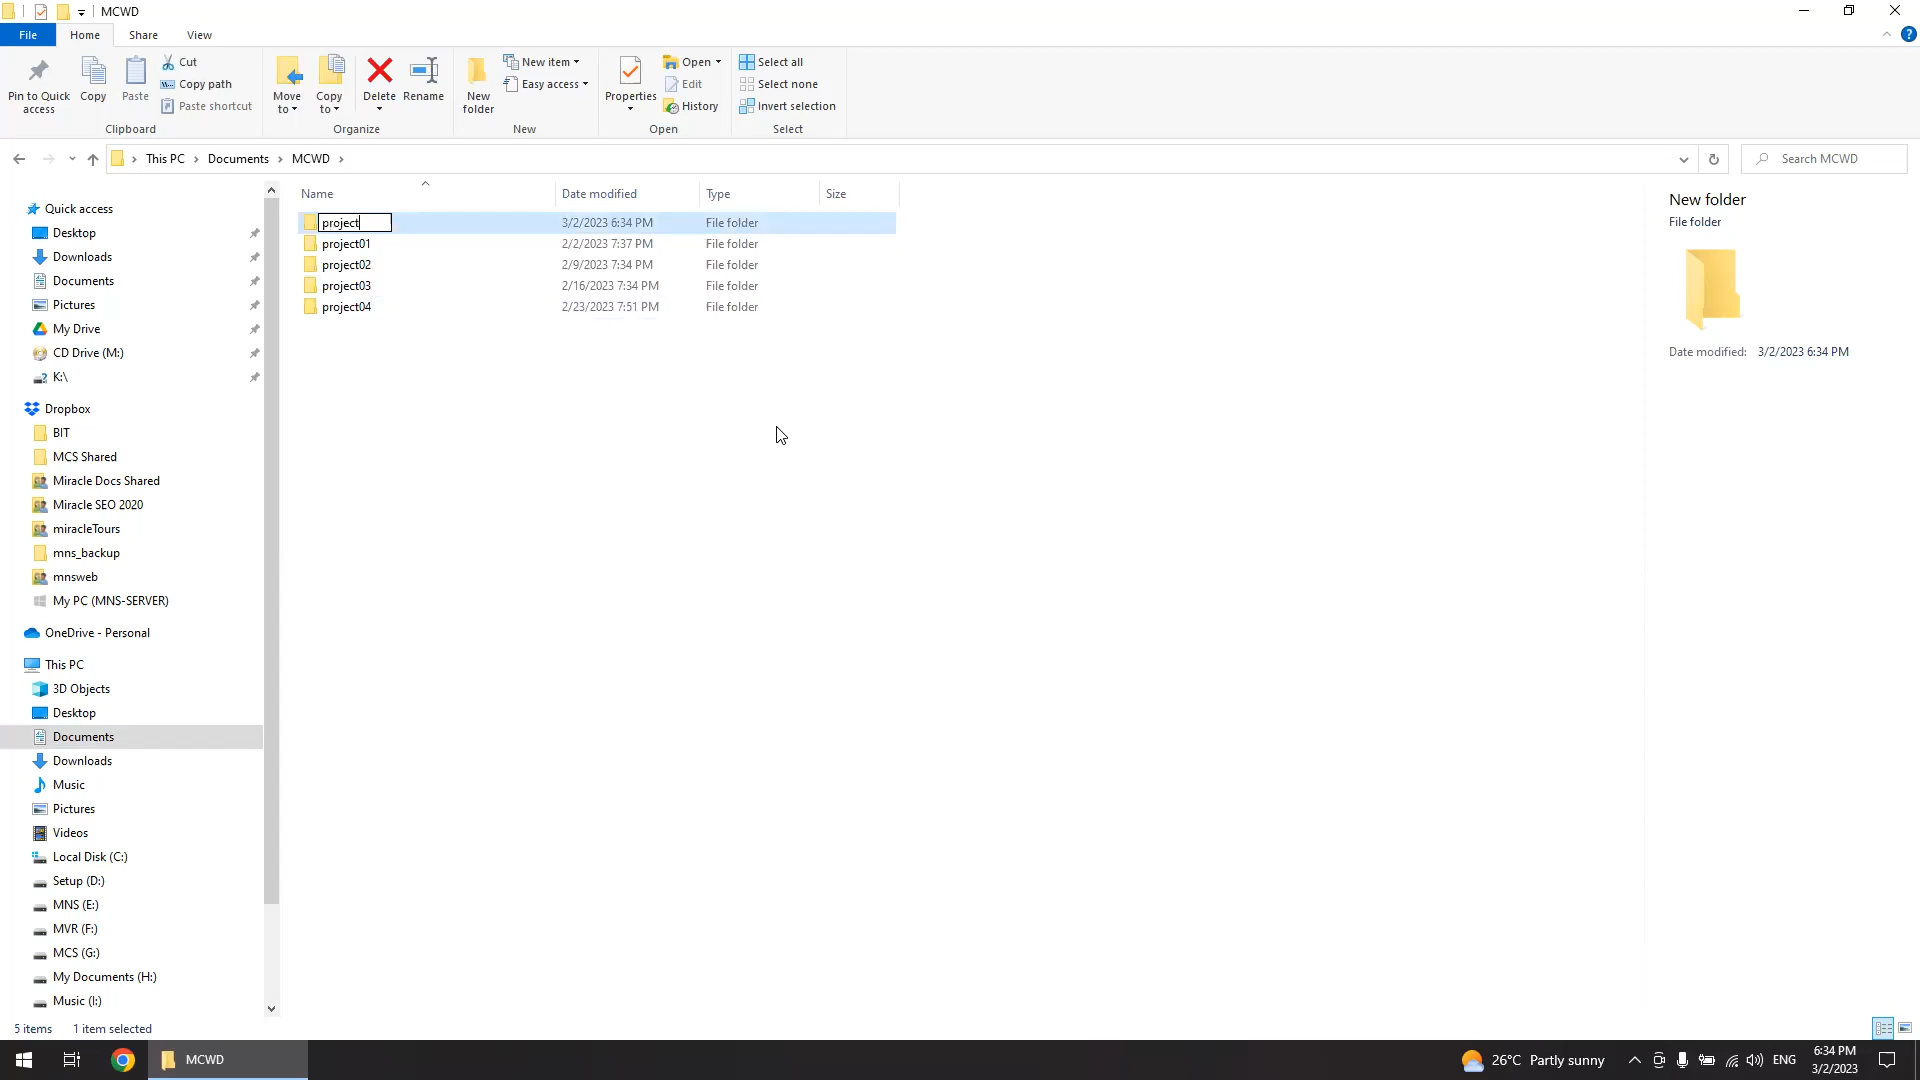 MCWD
File Home Share View
Pin to Quick access
Copy
Paste
Cut
Copy path
Paste shortcut
Clipboard
Move to
Copy to
Delete
Rename
Organize
New folder
New item
Easy access
New
Properties
Open
Edit
History
Open
Select all
Select none
Invert selection
Select
This PC › Documents › MCWD ›
Search MCWD
Name Date modified Type Size
project 3/2/2023 6:34 PM File folder
project01 2/2/2023 7:37 PM File folder
project02 2/9/2023 7:34 PM File folder
project03 2/16/2023 7:34 PM File folder
project04 2/23/2023 7:51 PM File folder
Quick access
Desktop
Downloads
Documents
Pictures
My Drive
CD Drive (M:)
K:\
Dropbox
BIT
MCS Shared
Miracle Docs Shared
Miracle SEO 2020
miracleTours
mns_backup
mnsweb
My PC (MNS-SERVER)
OneDrive - Personal
This PC
3D Objects
Desktop
Documents
Downloads
Music
Pictures
Videos
Local Disk (C:)
Setup (D:)
MNS (E:)
MVR (F:)
MCS (G:)
My Documents (H:)
Music (I:)
New folder
File folder
Date modified: 3/2/2023 6:34 PM
5 items 1 item selected
MCWD
26°C Partly sunny
ENG
6:34 PM
3/2/2023